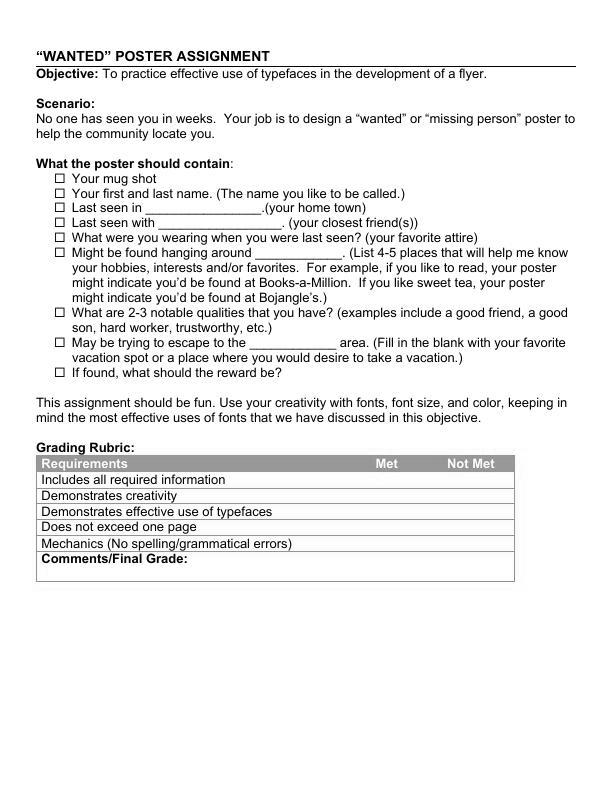 “WANTED” POSTER ASSIGNMENT
Objective: To practice effective use of typefaces in the development of a flyer.
Scenario:
No one has seen you in weeks.  Your job is to design a “wanted” or “missing person” poster to
help the community locate you.
What the poster should contain:
☐ Your mug shot
☐ Your first and last name. (The name you like to be called.)
☐ Last seen in ________________.(your home town)
☐ Last seen with _________________. (your closest friend(s))
☐ What were you wearing when you were last seen? (your favorite attire)
☐ Might be found hanging around ____________. (List 4-5 places that will help me know
your hobbies, interests and/or favorites.  For example, if you like to read, your poster
might indicate you’d be found at Books-a-Million.  If you like sweet tea, your poster
might indicate you’d be found at Bojangle’s.)
☐ What are 2-3 notable qualities that you have? (examples include a good friend, a good
son, hard worker, trustworthy, etc.)
☐ May be trying to escape to the ____________ area. (Fill in the blank with your favorite
vacation spot or a place where you would desire to take a vacation.)
☐ If found, what should the reward be?
This assignment should be fun. Use your creativity with fonts, font size, and color, keeping in
mind the most effective uses of fonts that we have discussed in this objective.
Grading Rubric:
Requirements Met Not Met
Includes all required information
Demonstrates creativity
Demonstrates effective use of typefaces
Does not exceed one page
Mechanics (No spelling/grammatical errors)
Comments/Final Grade: